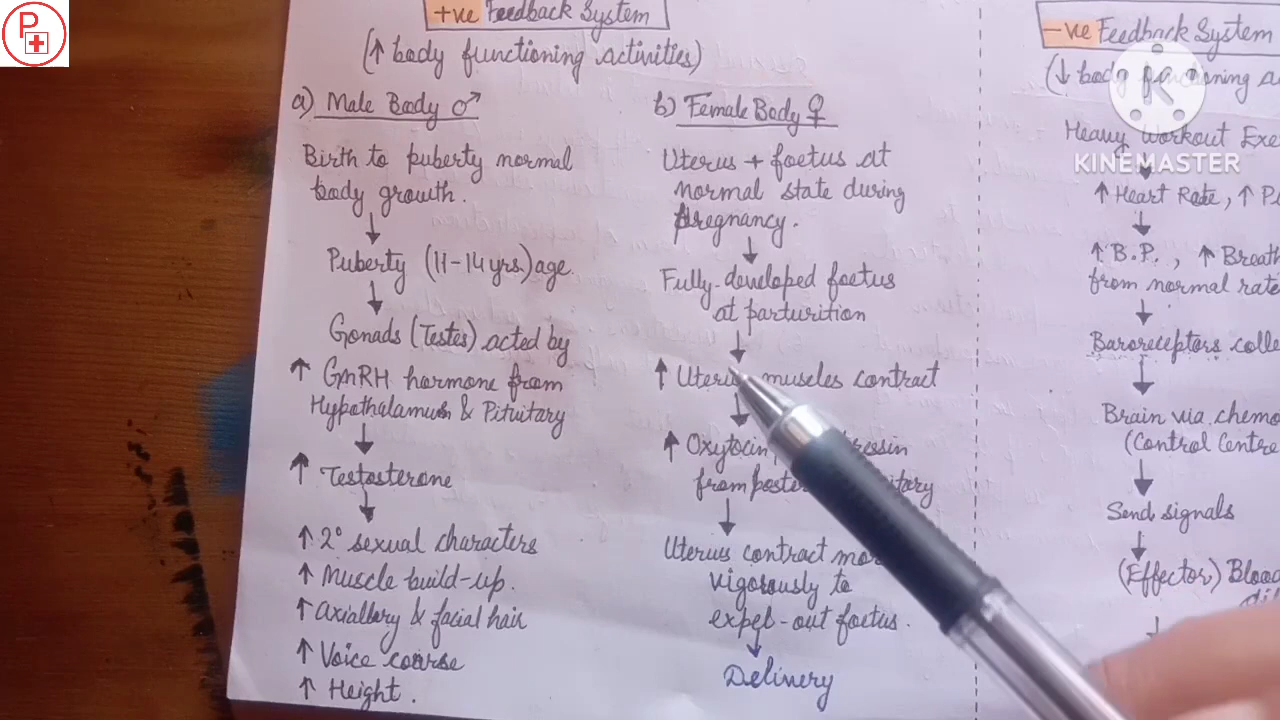 P
+ve Feedback System
(↑ body functioning activities)
a) Male Body ♂
Birth to puberty normal
body growth.
↓
Puberty (11-14 yrs.) age
↓
Gonads (Testes) acted by
↑ GnRH hormone from
Hypothalamus & Pituitary
↓
↑ Testosterone
↓
↑ 2° sexual characters
↑ Muscle build-up.
↑ axiallary & facial hair
↑ Voice coarse
↑ Height.
b) Female Body ♀
Uterus + foetus at
normal state during
pregnancy.
↓
Fully-developed foetus
at parturition
↓
↑ muscles contract
↓
↑ Oxytocin,
from
↓
Uterus contract
vigorously to
expel-out foetus.
↓
Delivery
-ve Feedback System
(↓ body functioning
Heavy Workout
↓
↑ Heart Rate, ↑
↓
↑ B.P., ↑
from normal rate
↓
Baroreceptors
↓
Brain via
(Control Centre
↓
Send signals
↓
(Effector)
↓
K
KINEMASTER